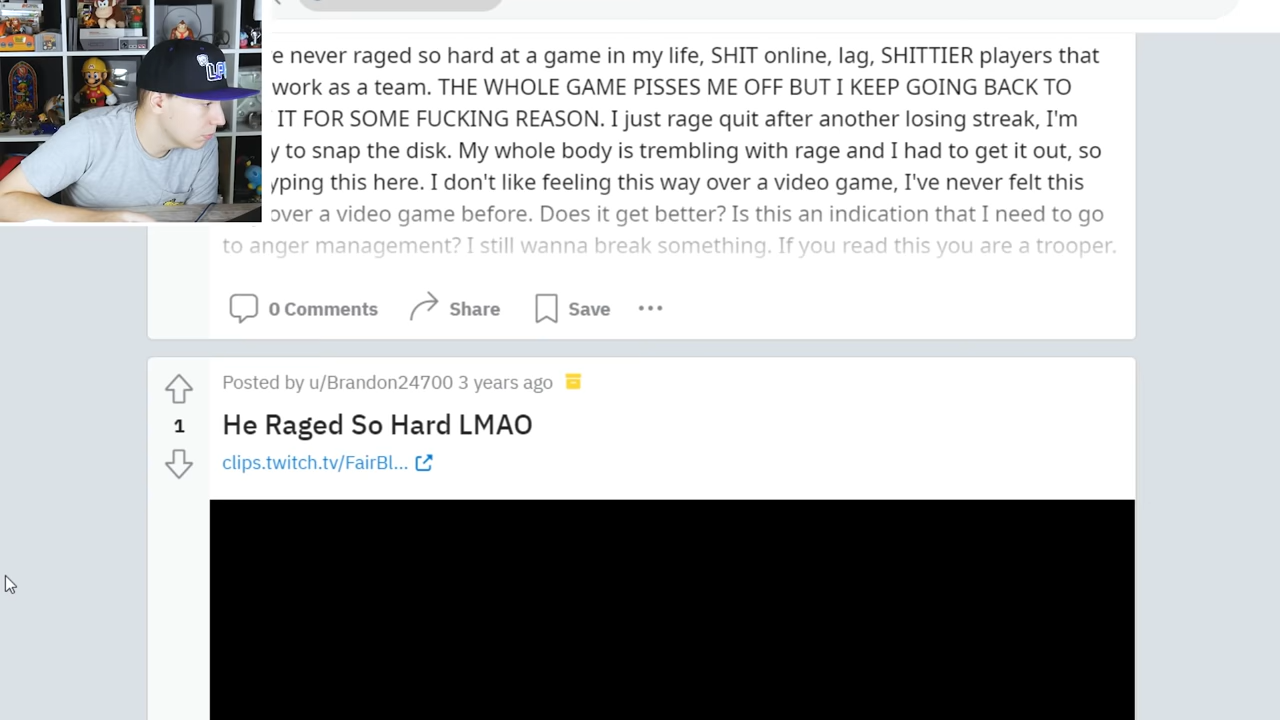 e never raged so hard at a game in my life, SHIT online, lag, SHITTIER players that
work as a team. THE WHOLE GAME PISSES ME OFF BUT I KEEP GOING BACK TO
IT FOR SOME FUCKING REASON. I just rage quit after another losing streak, I'm
y to snap the disk. My whole body is trembling with rage and I had to get it out, so
yping this here. I don't like feeling this way over a video game, I've never felt this
over a video game before. Does it get better? Is this an indication that I need to go
to anger management? I still wanna break something. If you read this you are a trooper.
0 Comments Share Save
Posted by u/Brandon24700 3 years ago
1
He Raged So Hard LMAO
clips.twitch.tv/FairBl...